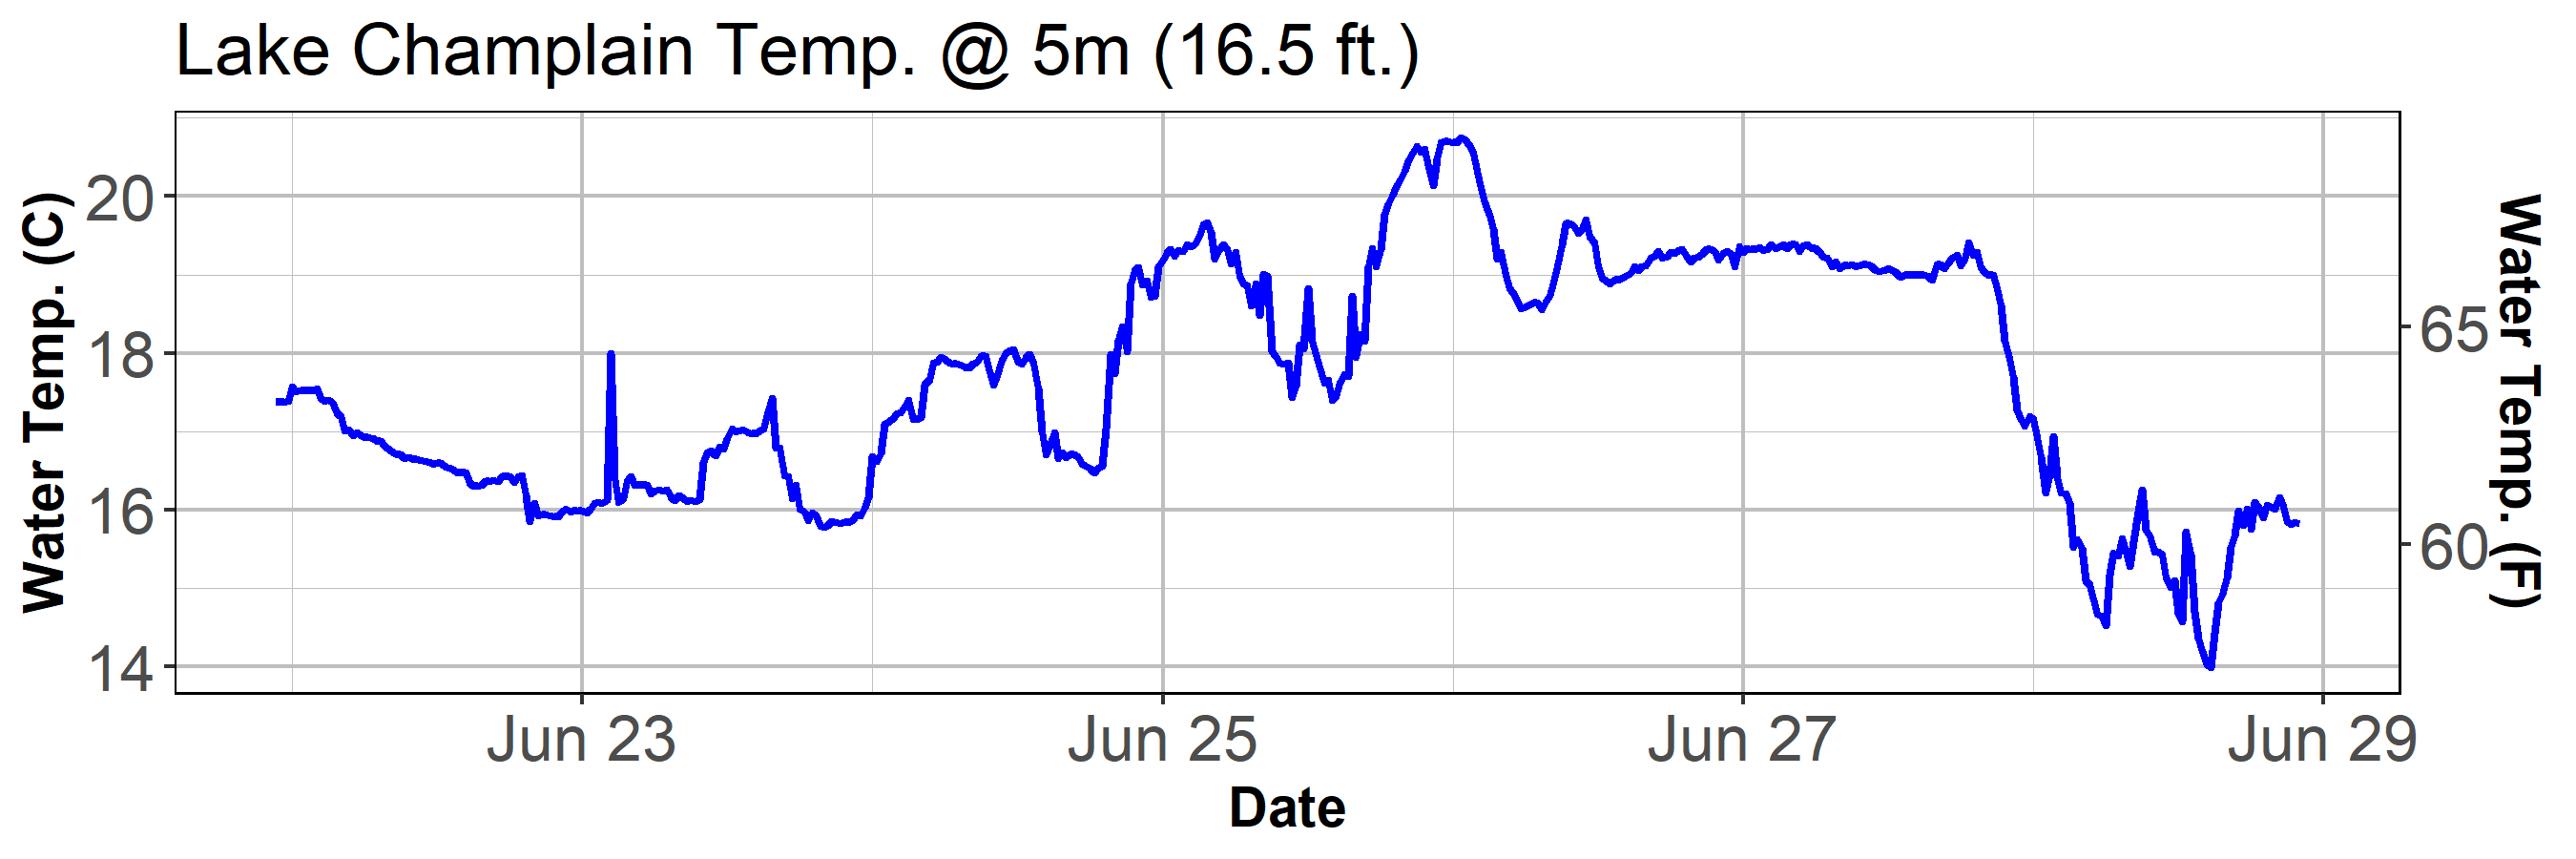 Lake Champlain Temp. @ 5m (16.5 ft.)
Water Temp. (C)
20
18
16
14
65
60
Water Temp. (F)
Jun 23
Jun 25
Jun 27
Jun 29
Date